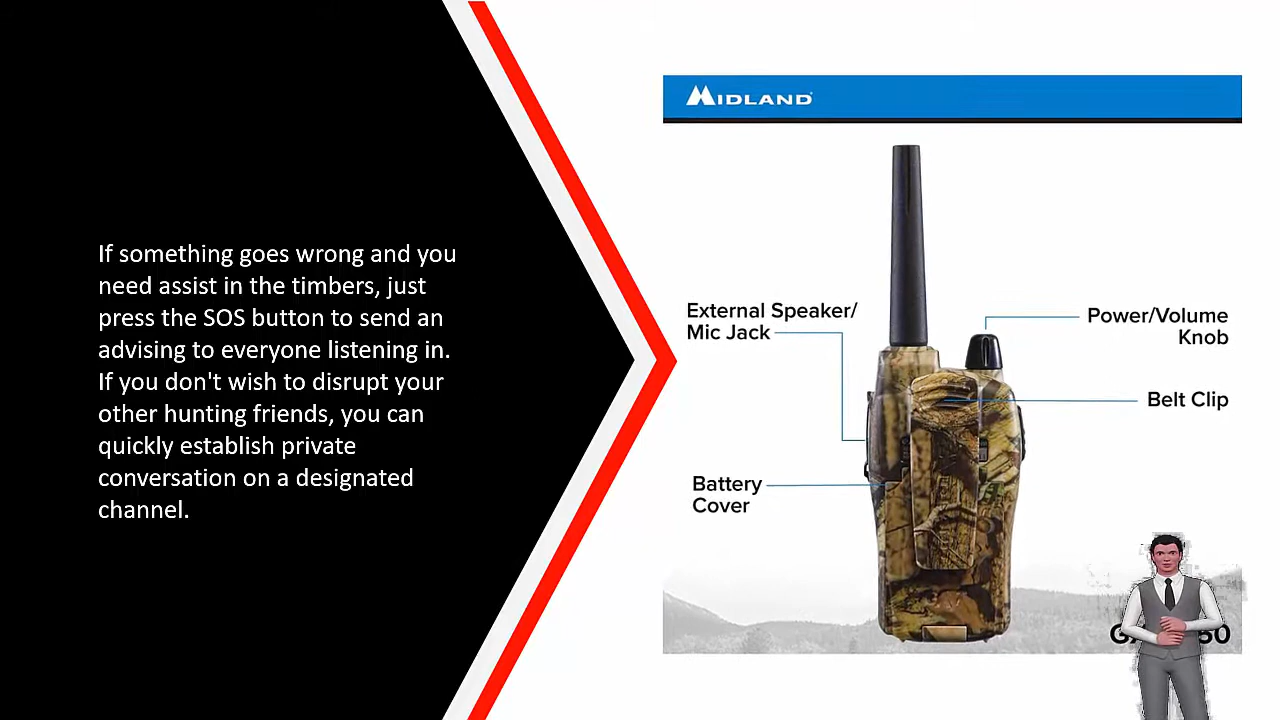 If something goes wrong and you
need assist in the timbers, just
press the SOS button to send an
advising to everyone listening in.
If you don't wish to disrupt your
other hunting friends, you can
quickly establish private
conversation on a designated
channel.
MIDLAND
External Speaker/
Mic Jack
Power/Volume
Knob
Belt Clip
Battery
Cover